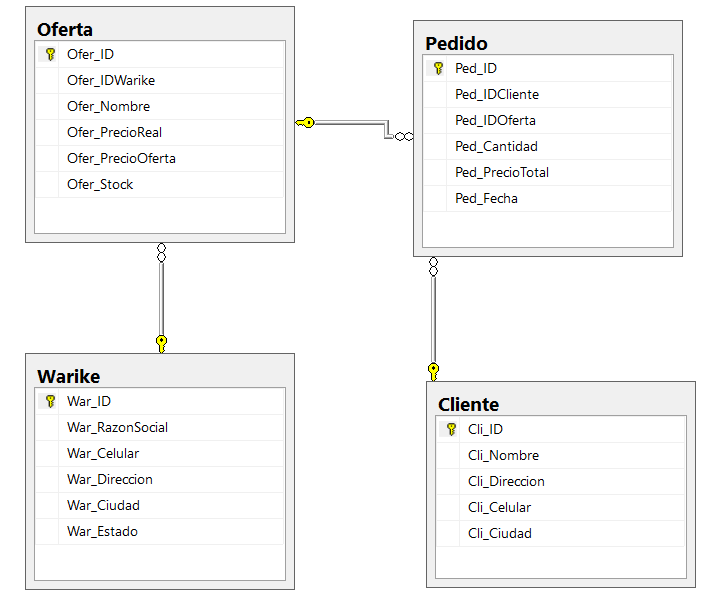 Oferta
Ofer_ID
Ofer_IDWarike
Ofer_Nombre
Ofer_PrecioReal
Ofer_PrecioOferta
Ofer_Stock
Pedido
Ped_ID
Ped_IDCliente
Ped_IDOferta
Ped_Cantidad
Ped_PrecioTotal
Ped_Fecha
Warike
War_ID
War_RazonSocial
War_Celular
War_Direccion
War_Ciudad
War_Estado
Cliente
Cli_ID
Cli_Nombre
Cli_Direccion
Cli_Celular
Cli_Ciudad